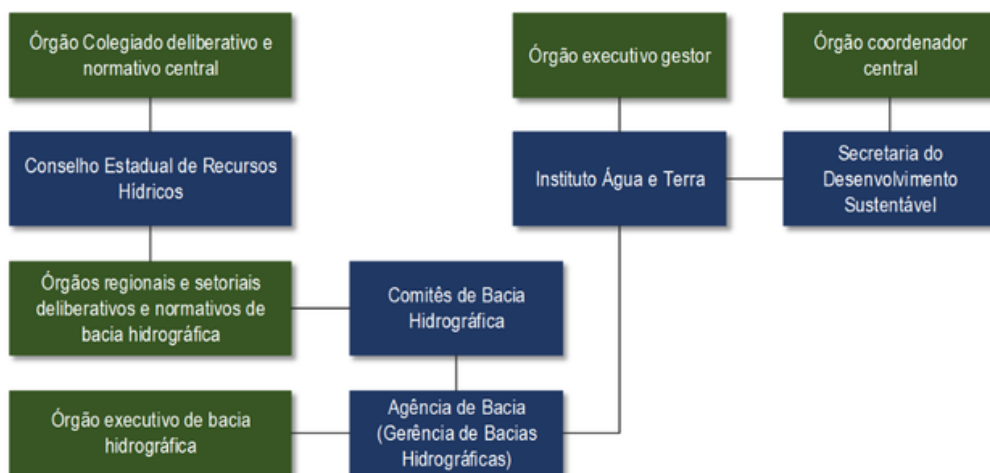 Órgão Colegiado deliberativo e
normativo central
Órgão executivo gestor
Órgão coordenador
central
Conselho Estadual de Recursos
Hídricos
Instituto Água e Terra
Secretaria do
Desenvolvimento
Sustentável
Órgãos regionais e setoriais
deliberativos e normativos de
bacia hidrográfica
Comitês de Bacia
Hidrográfica
Órgão executivo de bacia
hidrográfica
Agência de Bacia
(Gerência de Bacias
Hidrográficas)